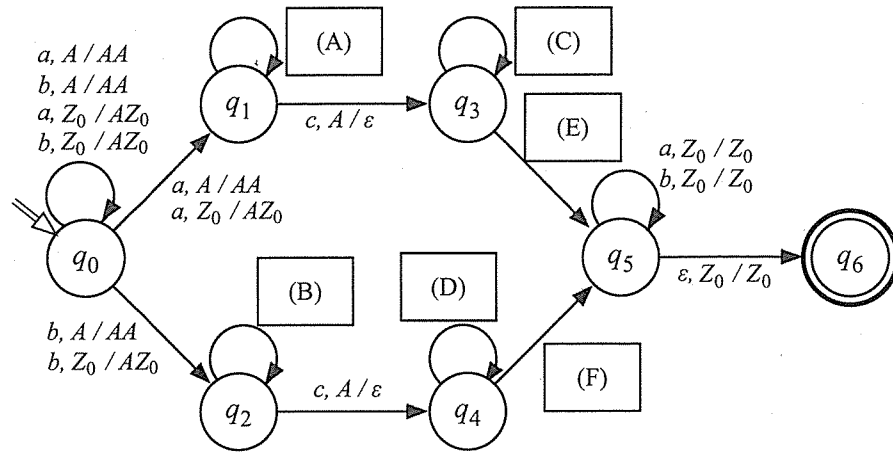 a, A / AA
b, A / AA
a, Z₀ / AZ₀
b, Z₀ / AZ₀
(A)
(C)
q₁
c, A / ε
q₃
(E)
a, Z₀ / Z₀
b, Z₀ / Z₀
a, A / AA
a, Z₀ / AZ₀
q₀
q₅
ε, Z₀ / Z₀
q₆
(B)
(D)
b, A / AA
b, Z₀ / AZ₀
q₂
c, A / ε
q₄
(F)